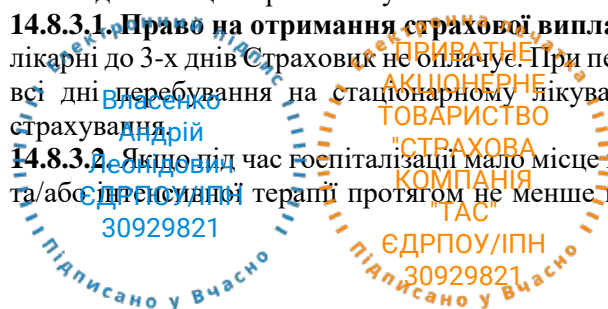 14.8.3.1. Право на отримання страхової випла
лікарні до 3-х днів Страховик не оплачує. При пе
всі дні перебування на стаціонарному лікува
страхування.
14.8.3.2. Якщо під час госпіталізації мало місце
та/або інтенсивної терапії протягом не менше
Електронний підпис
Власенко
Андрій
Леонідович
ЄДРПОУ/ІПН
30929821
Підписано у Вчасно
Електронна печатка
ПРИВАТНЕ
АКЦІОНЕРНЕ
ТОВАРИСТВО
"СТРАХОВА
КОМПАНІЯ
"ТАС"
ЄДРПОУ/ІПН
30929821
Підписано у Вчасно